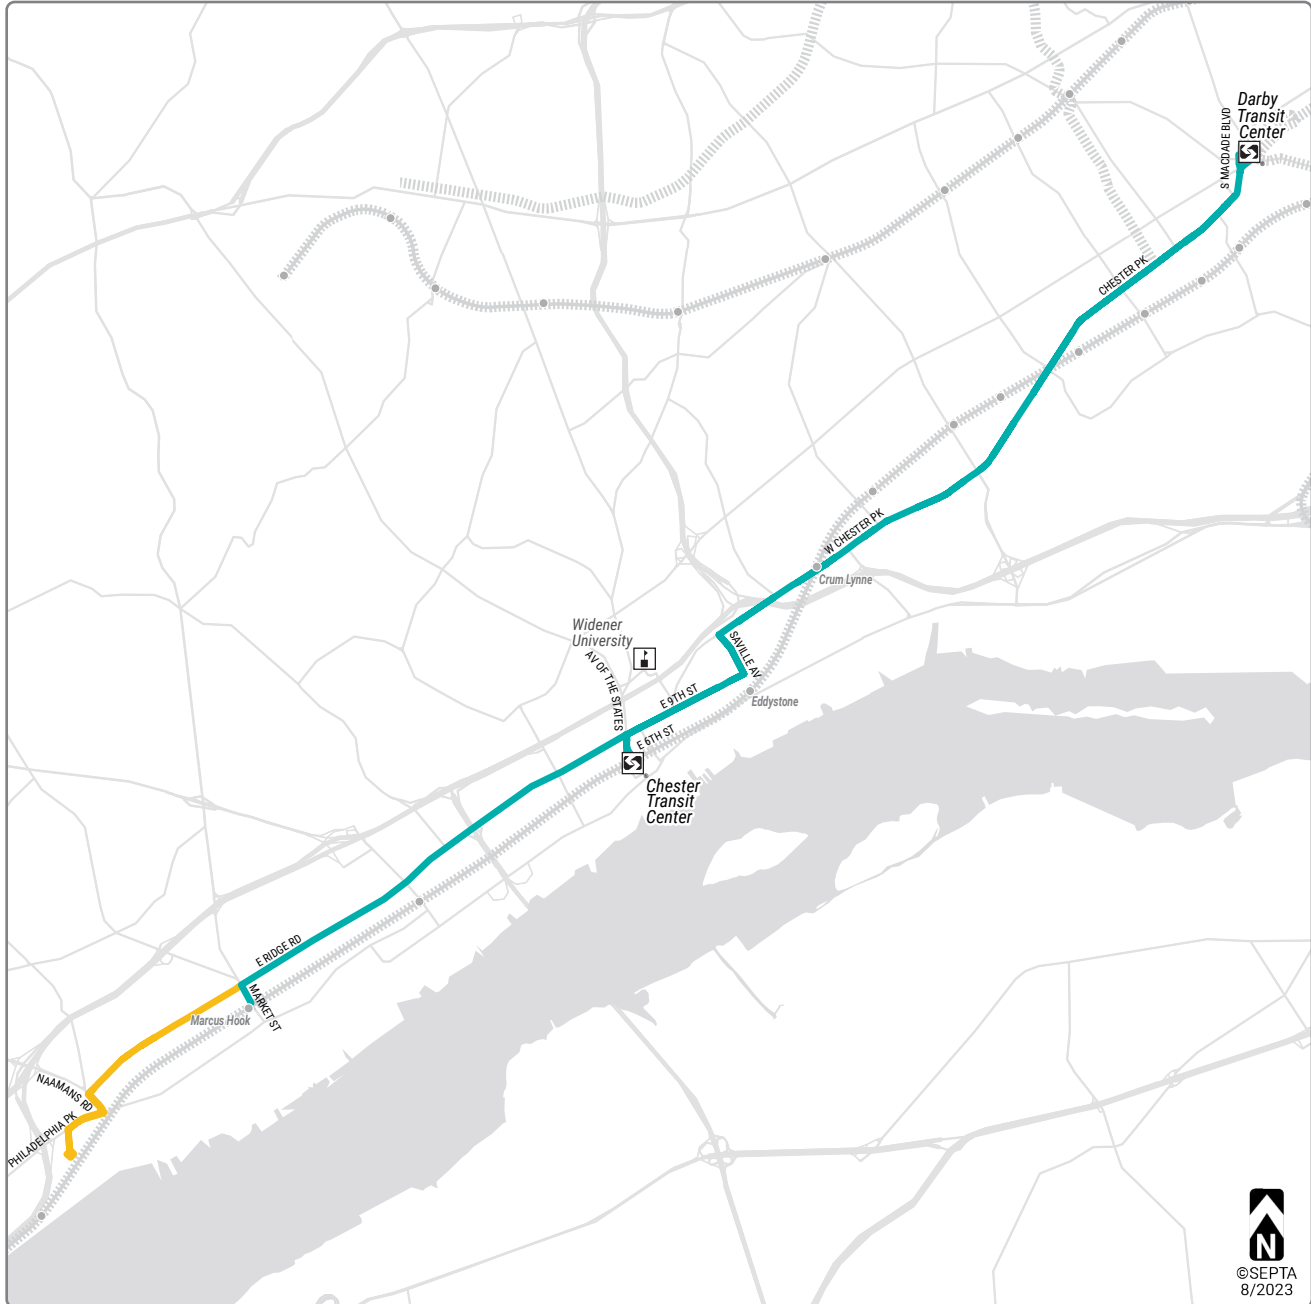 Darby
Transit
Center
S MACDADE BLVD
CHESTER PK
W CHESTER PK
Crum Lynne
Widener
University
AV OF THE STATES
SAVILLE AV
E 9TH ST
Eddystone
E 6TH ST
Chester
Transit
Center
E RIDGE RD
MARKET ST
Marcus Hook
NAAMANS RD
PHILADELPHIA PK
N
©SEPTA
8/2023